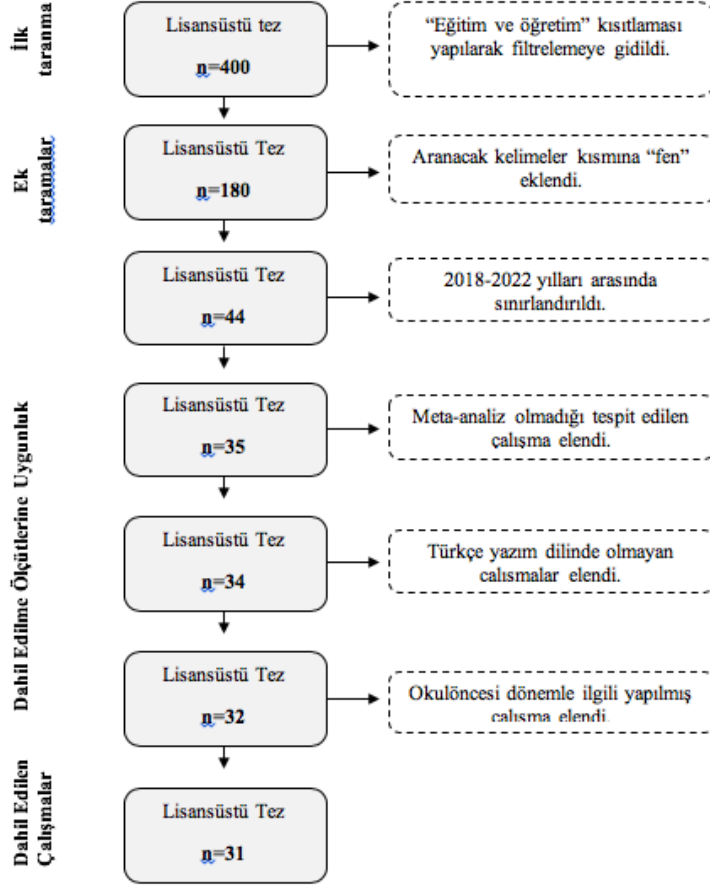 İlk
taranma
Lisansüstü tez
n=400
“Eğitim ve öğretim” kısıtlaması
yapılarak filtrelemeye gidildi.
Ek
taramalar
Lisansüstü Tez
n=180
Aranacak kelimeler kısmına “fen”
eklendi.
Lisansüstü Tez
n=44
2018-2022 yılları arasında
sınırlandırıldı.
Dahil Edilme Ölçütlerine Uygunluk
Lisansüstü Tez
n=35
Meta-analiz olmadığı tespit edilen
çalışma elendi.
Lisansüstü Tez
n=34
Türkçe yazım dilinde olmayan
calısmalar elendi.
Lisansüstü Tez
n=32
Okulöncesi dönemle ilgili yapılmış
calısma elendi.
Dahil Edilen
Çalışmalar
Lisansüstü Tez
n=31